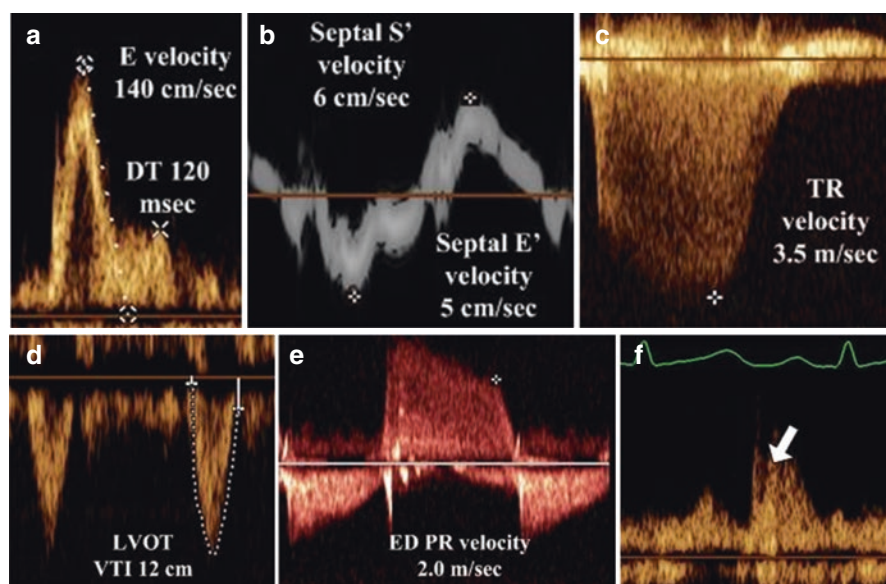 a
E velocity
140 cm/sec
DT 120
msec
b
Septal S’
velocity
6 cm/sec
Septal E’
velocity
5 cm/sec
c
TR
velocity
3.5 m/sec
d
LVOT
VTI 12 cm
e
ED PR velocity
2.0 m/sec
f